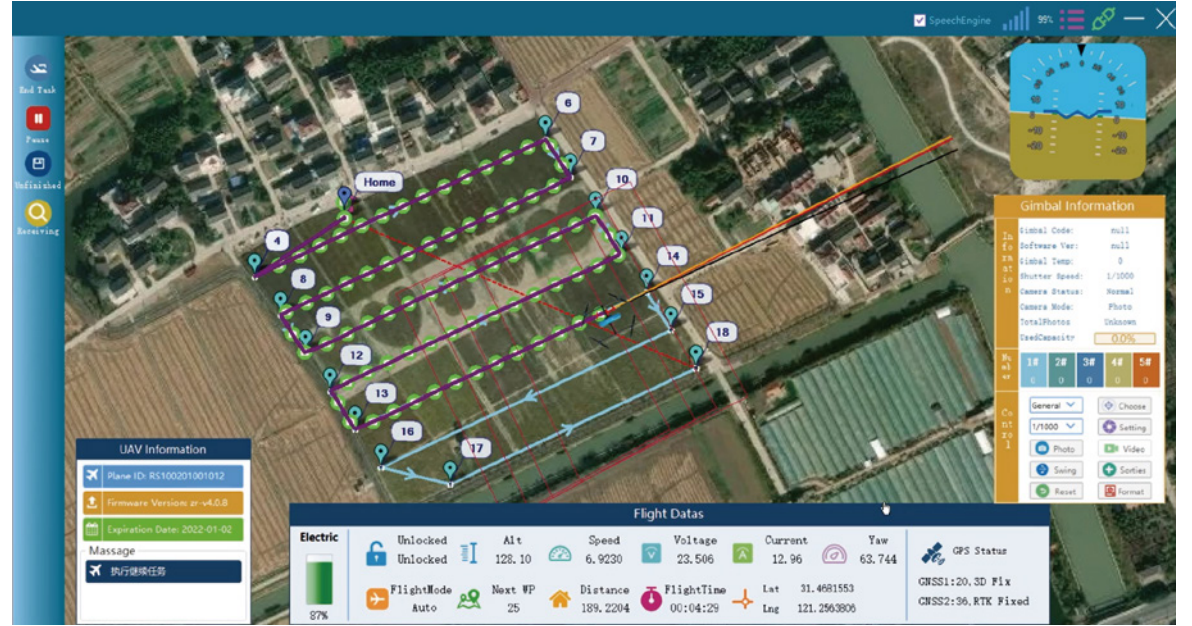 SpeechEngine
99%
End Task
Pause
Unfinished
Receiving
6
7
Home
10
11
4
14
8
15
9
18
12
13
16
17
-10
-10
-20
-20
Gimbal Information
Information
Gimbal Code: null
Software Ver: null
Gimbal Temp: 0
Shutter Speed: 1/1000
Camera Status: Normal
Camera Mode: Photo
TotalPhotos Unknown
UsedCapacity 0.0%
Number
1# 2# 3# 4# 5#
0 0 0 0 0
Control
General Choose
1/1000 Setting
Photo Video
Swing Sorties
Reset Format
UAV Information
Plane ID: RS100201001012
Firmware Version: zr-v4.0.8
Expiration Date: 2022-01-02
Massage
执行继续任务
Flight Datas
Electric
87%
Unlocked Alt Speed Voltage Current Yaw
Unlocked 128.10 6.9230 23.506 12.96 63.744
GPS Status
FlightMode Next WP Distance FlightTime Lat 31.4681553
Auto 25 189.2204 00:04:29 Lng 121.2563806
GNSS1:20,3D Fix
GNSS2:36,RTK Fixed